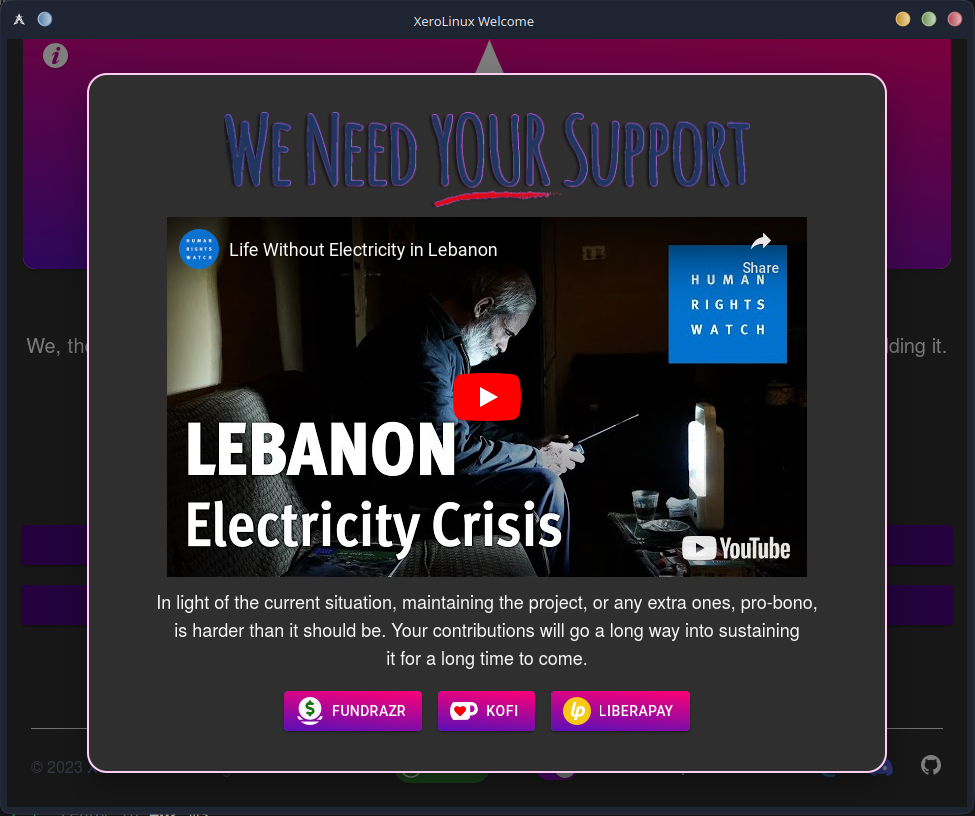 XeroLinux Welcome
We Need YOUR Support
HUMAN
RIGHTS
WATCH
Life Without Electricity in Lebanon
Share
HUMAN
RIGHTS
WATCH
We, th
ding it.
LEBANON
Electricity Crisis
YouTube
In light of the current situation, maintaining the project, or any extra ones, pro-bono,
is harder than it should be. Your contributions will go a long way into sustaining
it for a long time to come.
FUNDRAZR
KOFI
lp LIBERAPAY
© 2023